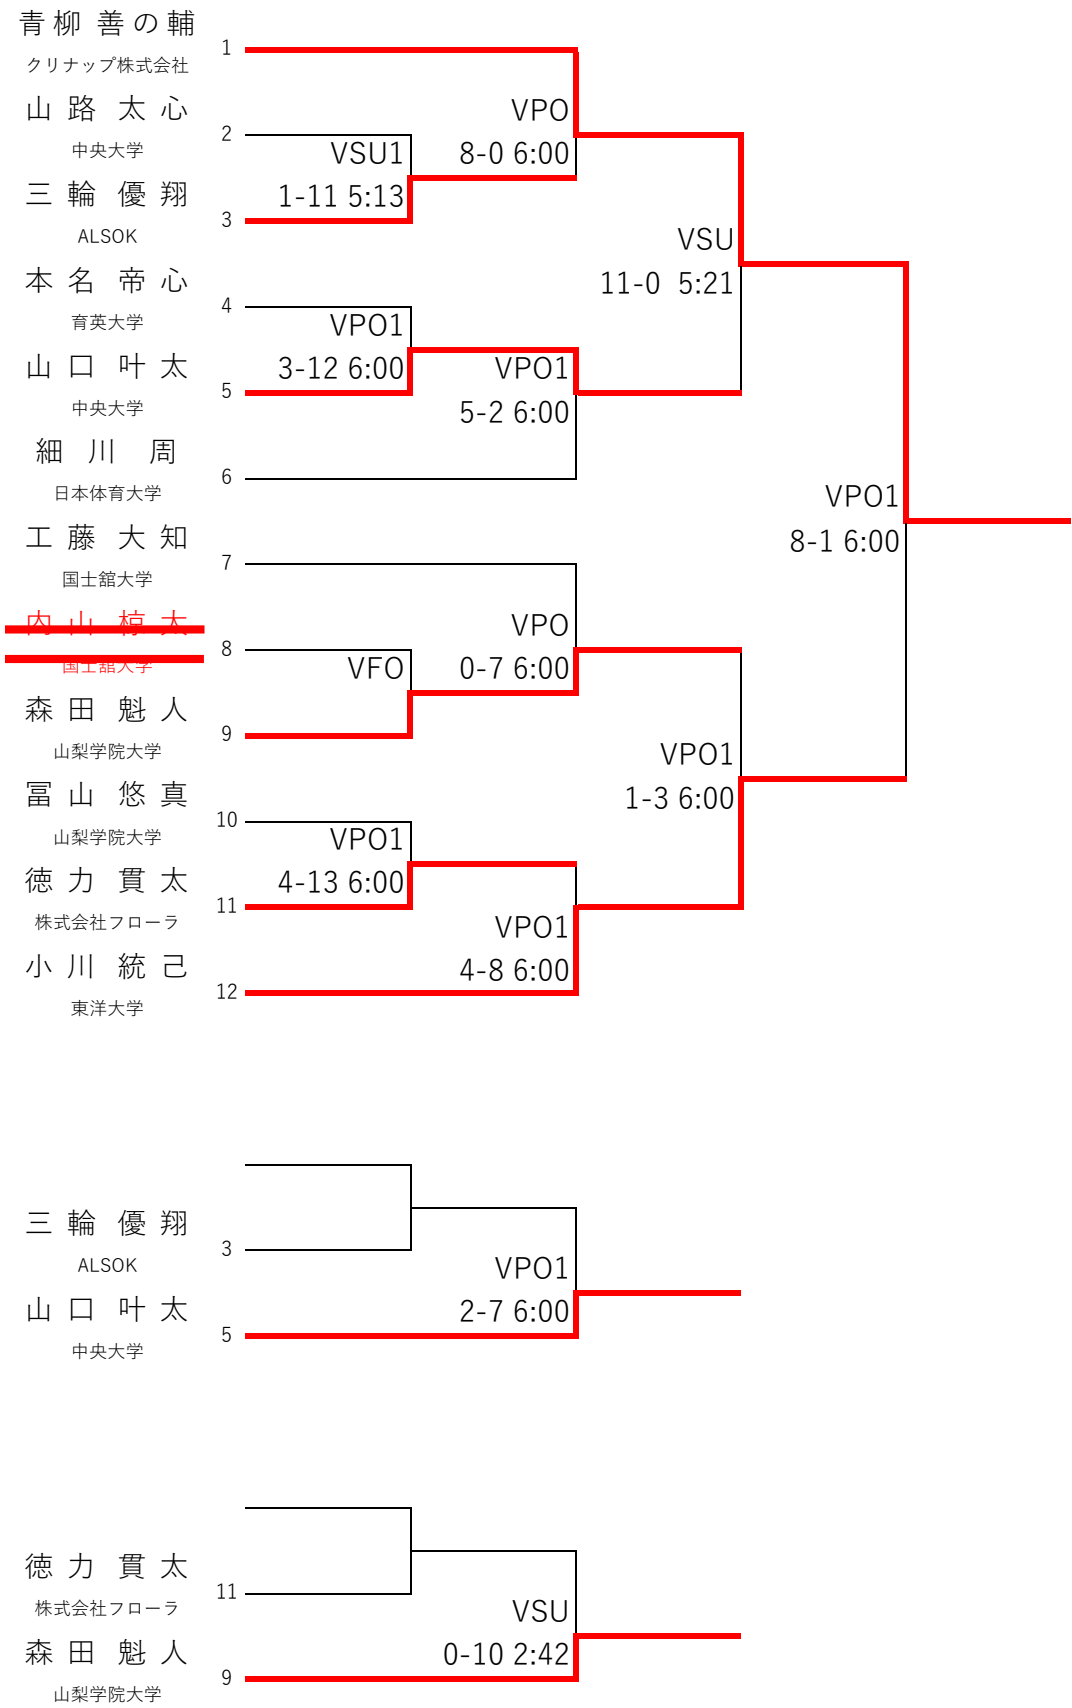 青柳 善の輔
1
クリナップ株式会社
山路 太心
VPO
2
中央大学
VSU1
8-0 6:00
三輪 優翔
1-11 5:13
3
ALSOK
VSU
本名 帝心
11-0 5:21
4
育英大学
VPO1
山口 叶太
3-12 6:00
VPO1
5
中央大学
5-2 6:00
細川 周
6
日本体育大学
VPO1
工藤 大知
8-1 6:00
7
国士舘大学
内山 椋太
VPO
8
国士舘大学
VFO
0-7 6:00
森田 魁人
9
山梨学院大学
VPO1
冨山 悠真
1-3 6:00
10
山梨学院大学
VPO1
徳力 貫太
4-13 6:00
11
株式会社フローラ
VPO1
小川 統己
4-8 6:00
12
東洋大学
三輪 優翔
3
ALSOK
VPO1
山口 叶太
2-7 6:00
5
中央大学
徳力 貫太
11
株式会社フローラ
VSU
森田 魁人
0-10 2:42
9
山梨学院大学